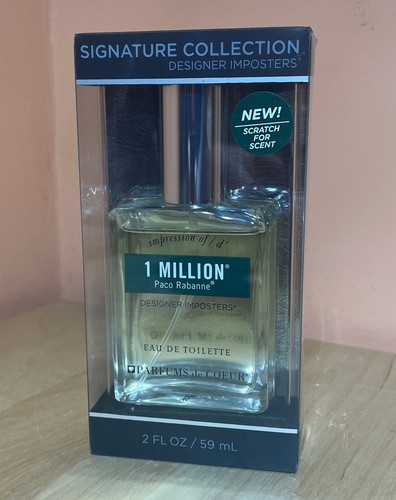 SIGNATURE COLLECTION
DESIGNER IMPOSTERS®
NEW!
SCRATCH
FOR
SCENT
impression of / d'
1 MILLION®
Paco Rabanne®
DESIGNER IMPOSTERS®
EAU DE TOILETTE
PARFUMS de COEUR®
2 FL OZ / 59 mL